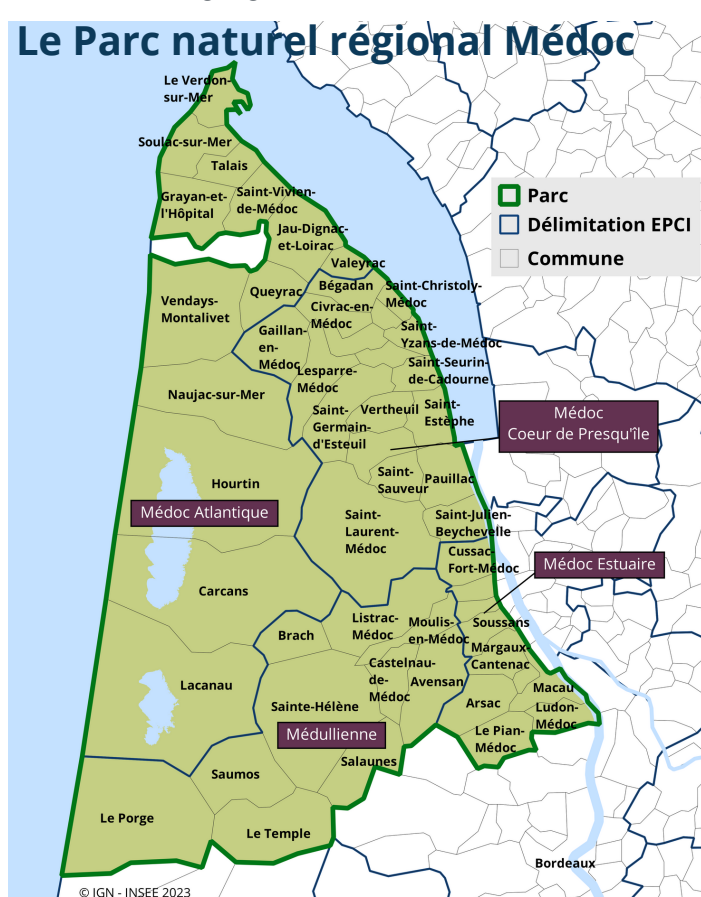 Le Parc naturel régional Médoc
Le Verdon-
sur-Mer
Soulac-sur-Mer
Talais
Grayan-et-
l'Hôpital
Saint-Vivien-
de-Médoc
Parc
Délimitation EPCI
Commune
Jau-Dignac-
et-Loirac
Valeyrac
Queyrac
Bégadan
Saint-Christoly-
Médoc
Vendays-
Montalivet
Civrac-en-
Médoc
Gaillan-
en-
Médoc
Saint-
Yzans-de-Médoc
Saint-Seurin-
de-Cadourne
Lesparre-
Médoc
Naujac-sur-Mer
Saint-
Germain-
d'Esteuil
Vertheuil
Saint-
Estèphe
Médoc
Coeur de Presqu'île
Saint-
Sauveur
Pauillac
Hourtin
Médoc Atlantique
Saint-
Laurent-
Médoc
Saint-Julien-
Beychevelle
Cussac-
Fort-Médoc
Médoc Estuaire
Carcans
Listrac-
Médoc
Moulis-
en-Médoc
Soussans
Brach
Margaux-
Cantenac
Castelnau-
de-
Médoc
Avensan
Lacanau
Macau
Sainte-Hélène
Arsac
Ludon-
Médoc
Médullienne
Le Pian-
Médoc
Salaunes
Saumos
Le Porge
Le Temple
Bordeaux
© IGN - INSEE 2023